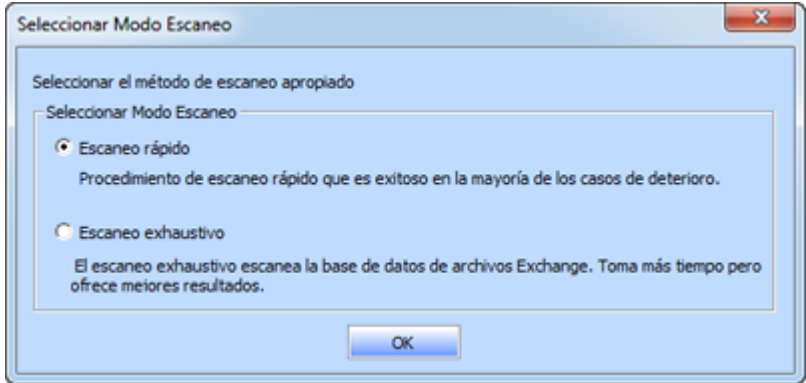 Seleccionar Modo Escaneo
Seleccionar el método de escaneo apropiado
Seleccionar Modo Escaneo
Escaneo rápido
Procedimiento de escaneo rápido que es exitoso en la mayoría de los casos de deterioro.
Escaneo exhaustivo
El escaneo exhaustivo escanea la base de datos de archivos Exchange. Toma más tiempo pero
ofrece mejores resultados.
OK